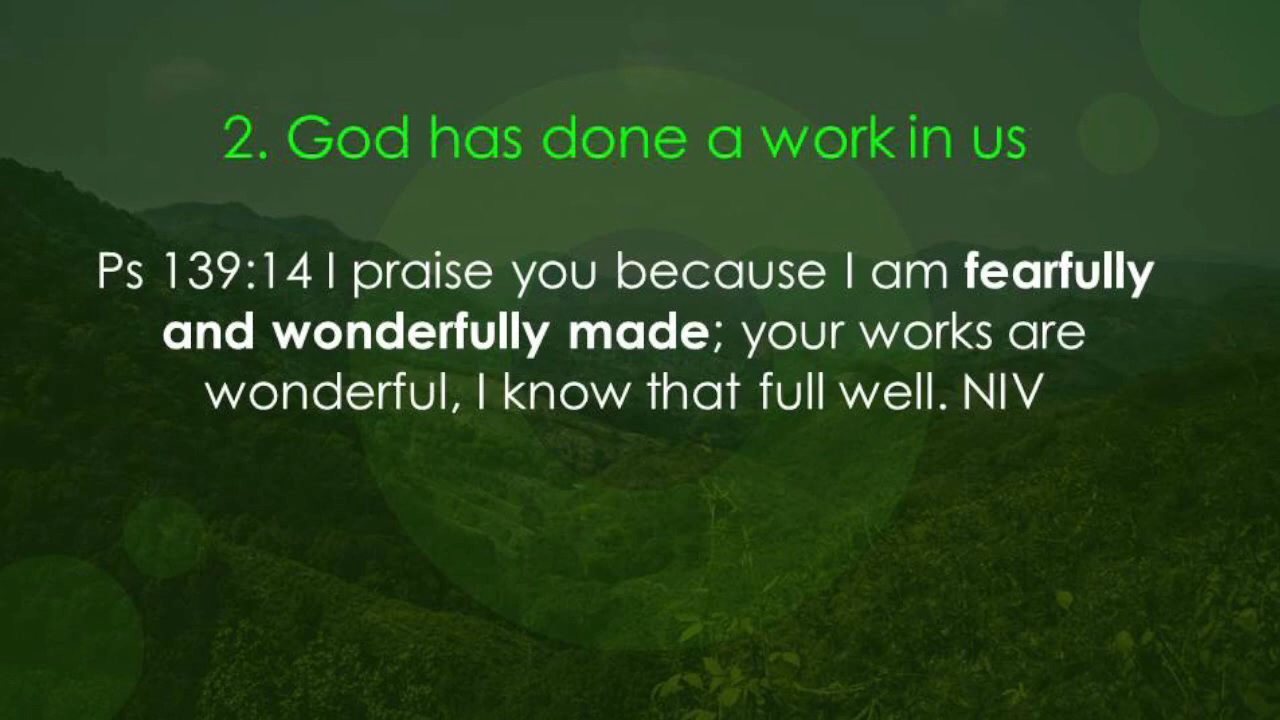 2. God has done a work in us
Ps 139:14 I praise you because I am fearfully
and wonderfully made; your works are
wonderful, I know that full well. NIV